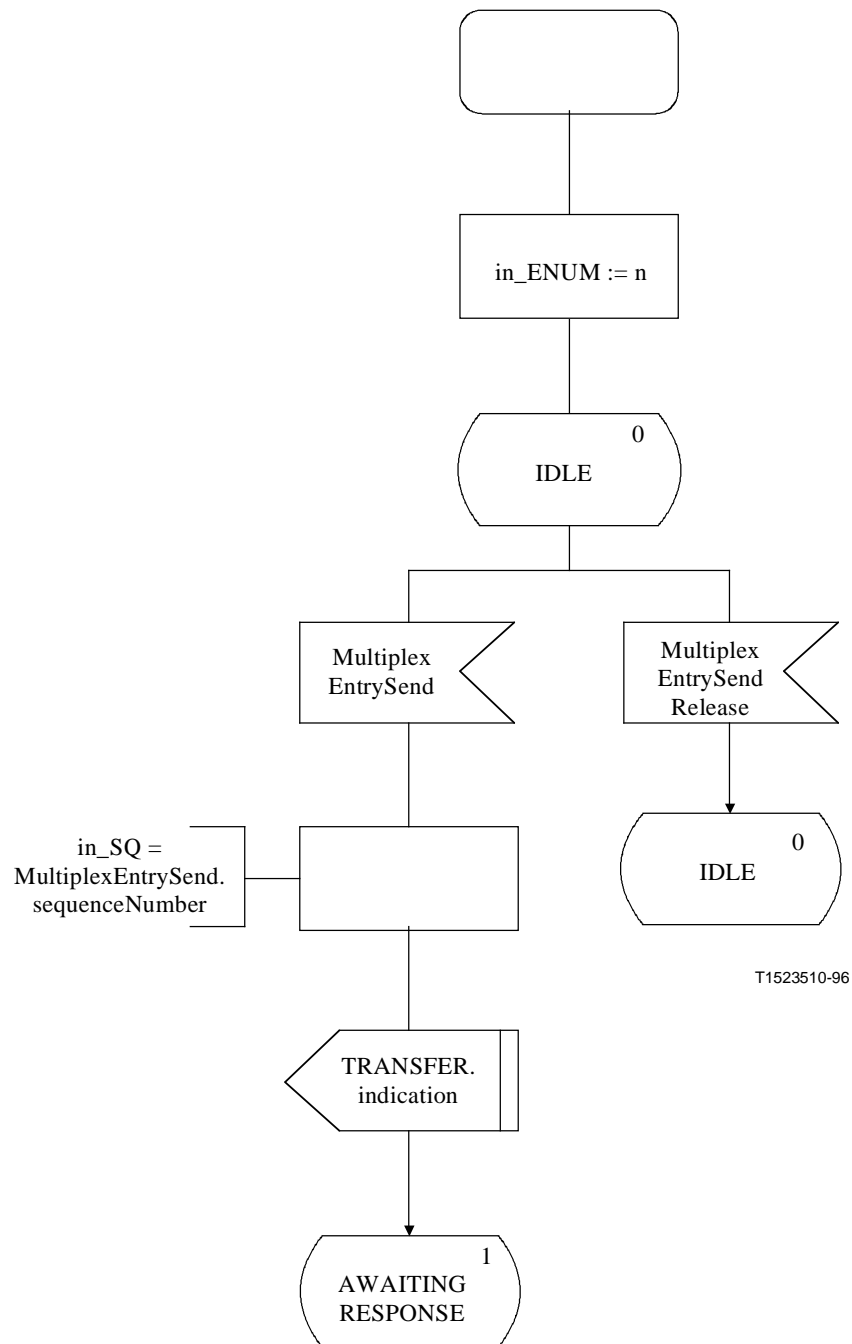 in_ENUM := n
0
IDLE
Multiplex
EntrySend
Multiplex
EntrySend
Release
in_SQ =
MultiplexEntrySend.
sequenceNumber
0
IDLE
T1523510-96
TRANSFER.
indication
1
AWAITING
RESPONSE